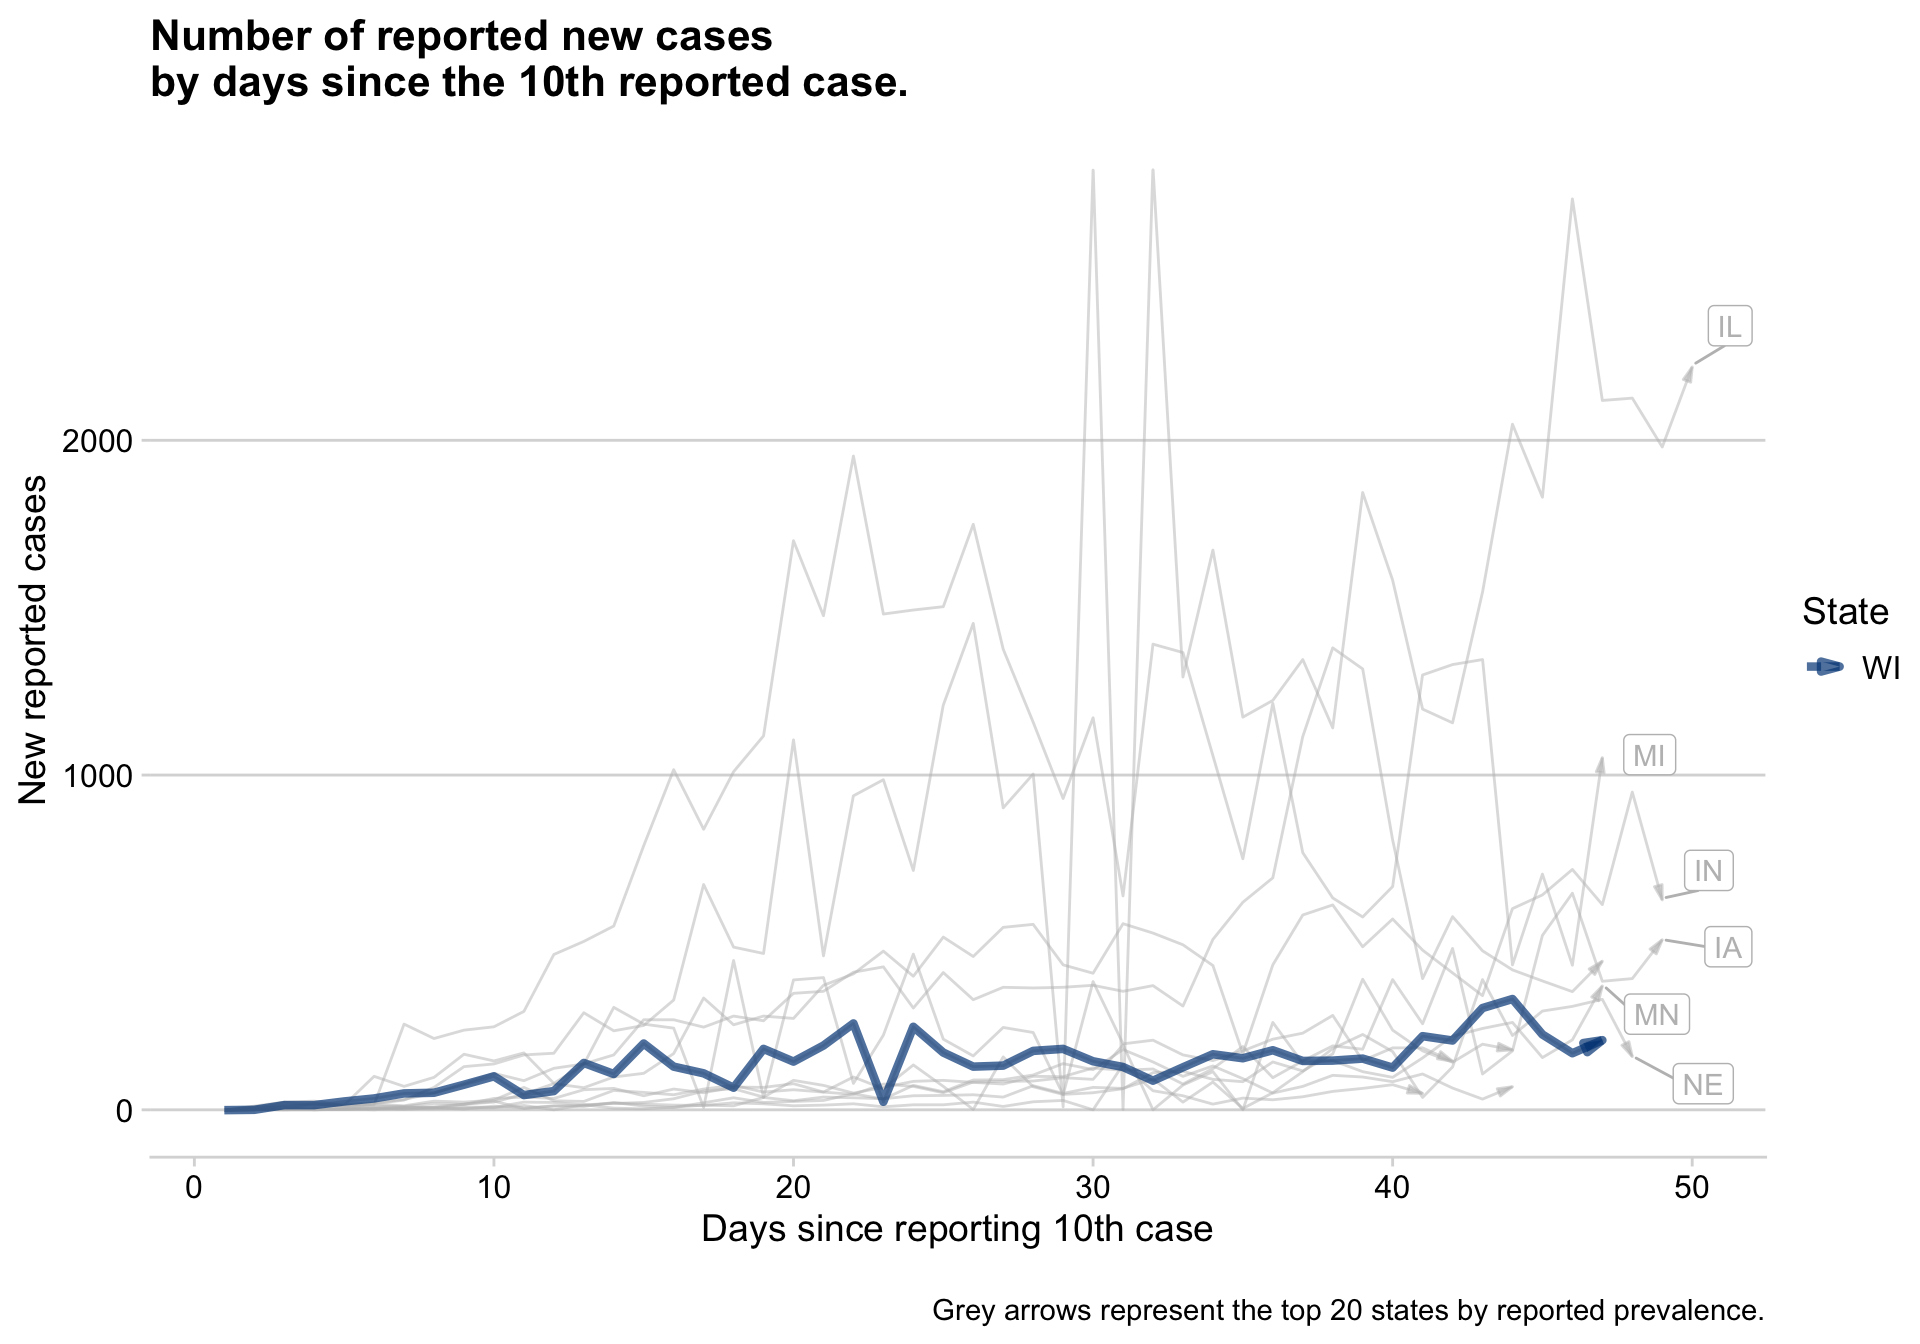 Number of reported new cases
by days since the 10th reported case.
New reported cases
2000
1000
0
IL
MI
IN
IA
MN
NE
State
WI
0 10 20 30 40 50
Days since reporting 10th case
Grey arrows represent the top 20 states by reported prevalence.